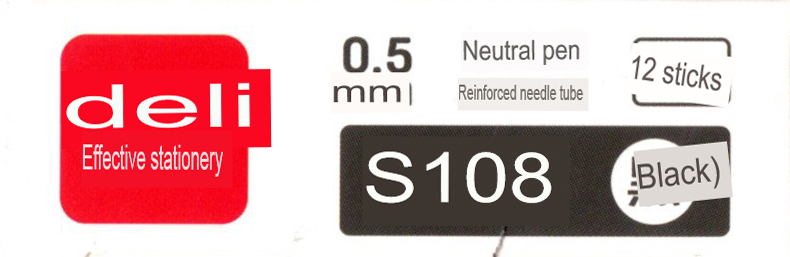 deli
Effective stationery
0.5
mm
Neutral pen
Reinforced needle tube
12 sticks
S108
Black)